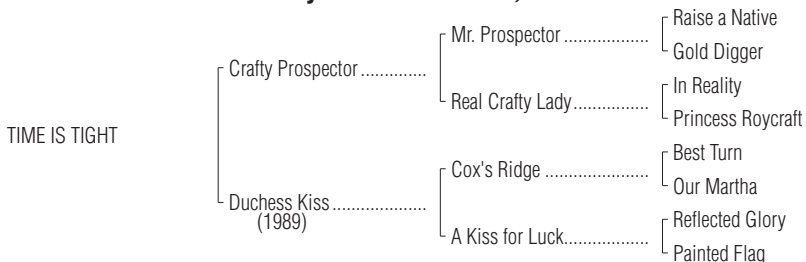 Raise a Native
Mr. Prospector ...................
Gold Digger
Crafty Prospector ..............
In Reality
Real Crafty Lady .................
Princess Roycraft
TIME IS TIGHT
Best Turn
Cox's Ridge .......................
Our Martha
Duchess Kiss ....................
(1989)
Reflected Glory
A Kiss for Luck ...................
Painted Flag